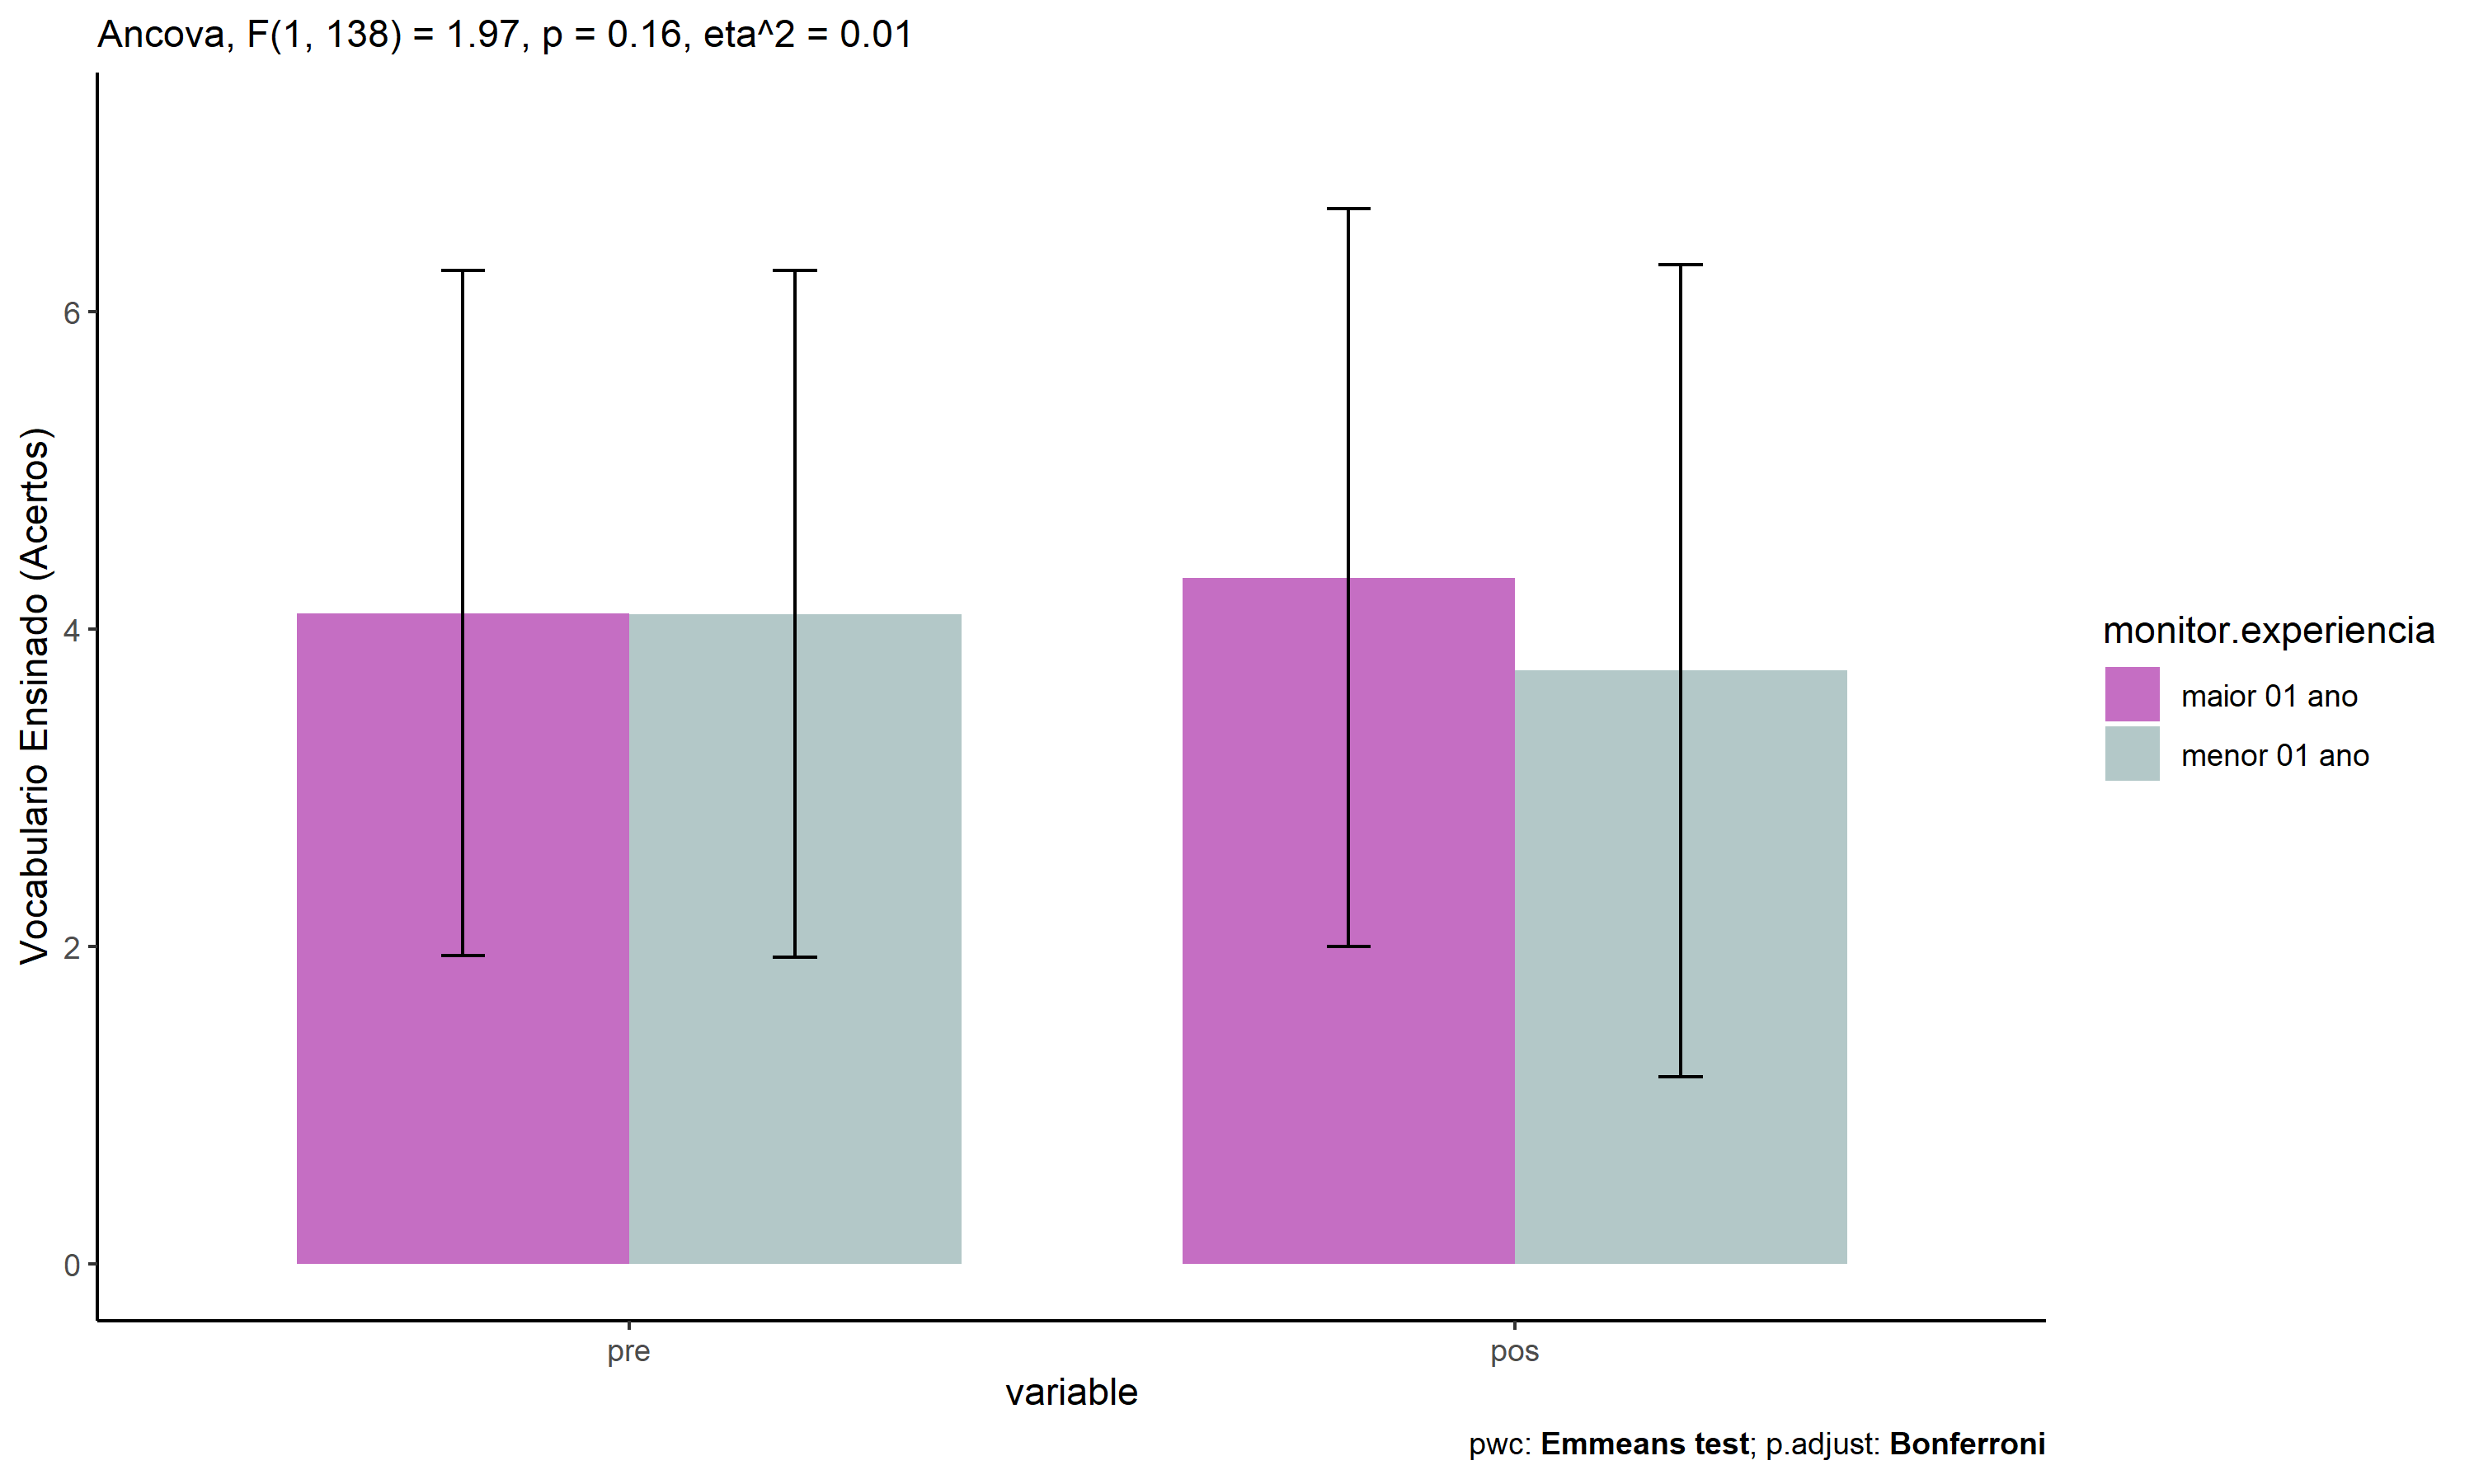 Ancova, F(1, 138) = 1.97, p = 0.16, eta^2 = 0.01
Vocabulario Ensinado (Acertos)
6
4
2
0
pre
pos
variable
monitor.experiencia
maior 01 ano
menor 01 ano
pwc: Emmeans test; p.adjust: Bonferroni